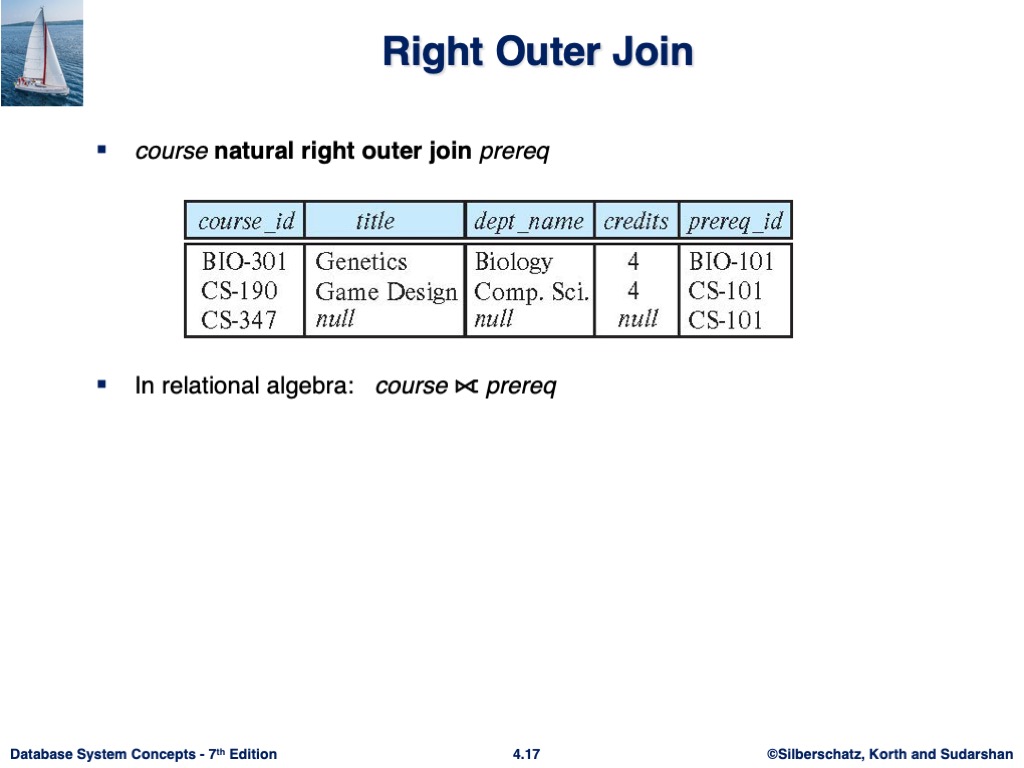 Right Outer Join
▪ course natural right outer join prereq
course_id title dept_name credits prereq_id
BIO-301 Genetics Biology 4 BIO-101
CS-190 Game Design Comp. Sci. 4 CS-101
CS-347 null null null CS-101
▪ In relational algebra: course ⟖ prereq
Database System Concepts - 7th Edition 4.17 ©Silberschatz, Korth and Sudarshan